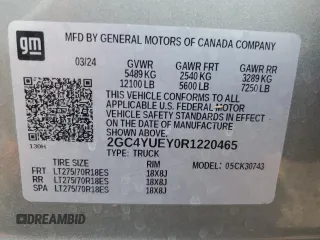 gm
MFD BY GENERAL MOTORS OF CANADA COMPANY
03/24 GVWR GAWR FRT GAWR RR
5489 KG 2540 KG 3289 KG
12100 LB 5600 LB 7250 LB
THIS VEHICLE CONFORMS TO ALL APPLICABLE
U.S. FEDERAL MOTOR VEHICLE SAFETY
STANDARDS IN EFFECT ON THE DATE OF
MANUFACTURE SHOWN ABOVE.
2GC4YUEY0R1220465
TYPE: TRUCK
MODEL: 05CK30743
TIRE SIZE RIM
FRT LT275/70R18ES 18X8J
RR LT275/70R18ES 18X8J
SPA LT275/70R18ES 18X8J
DREAMBID